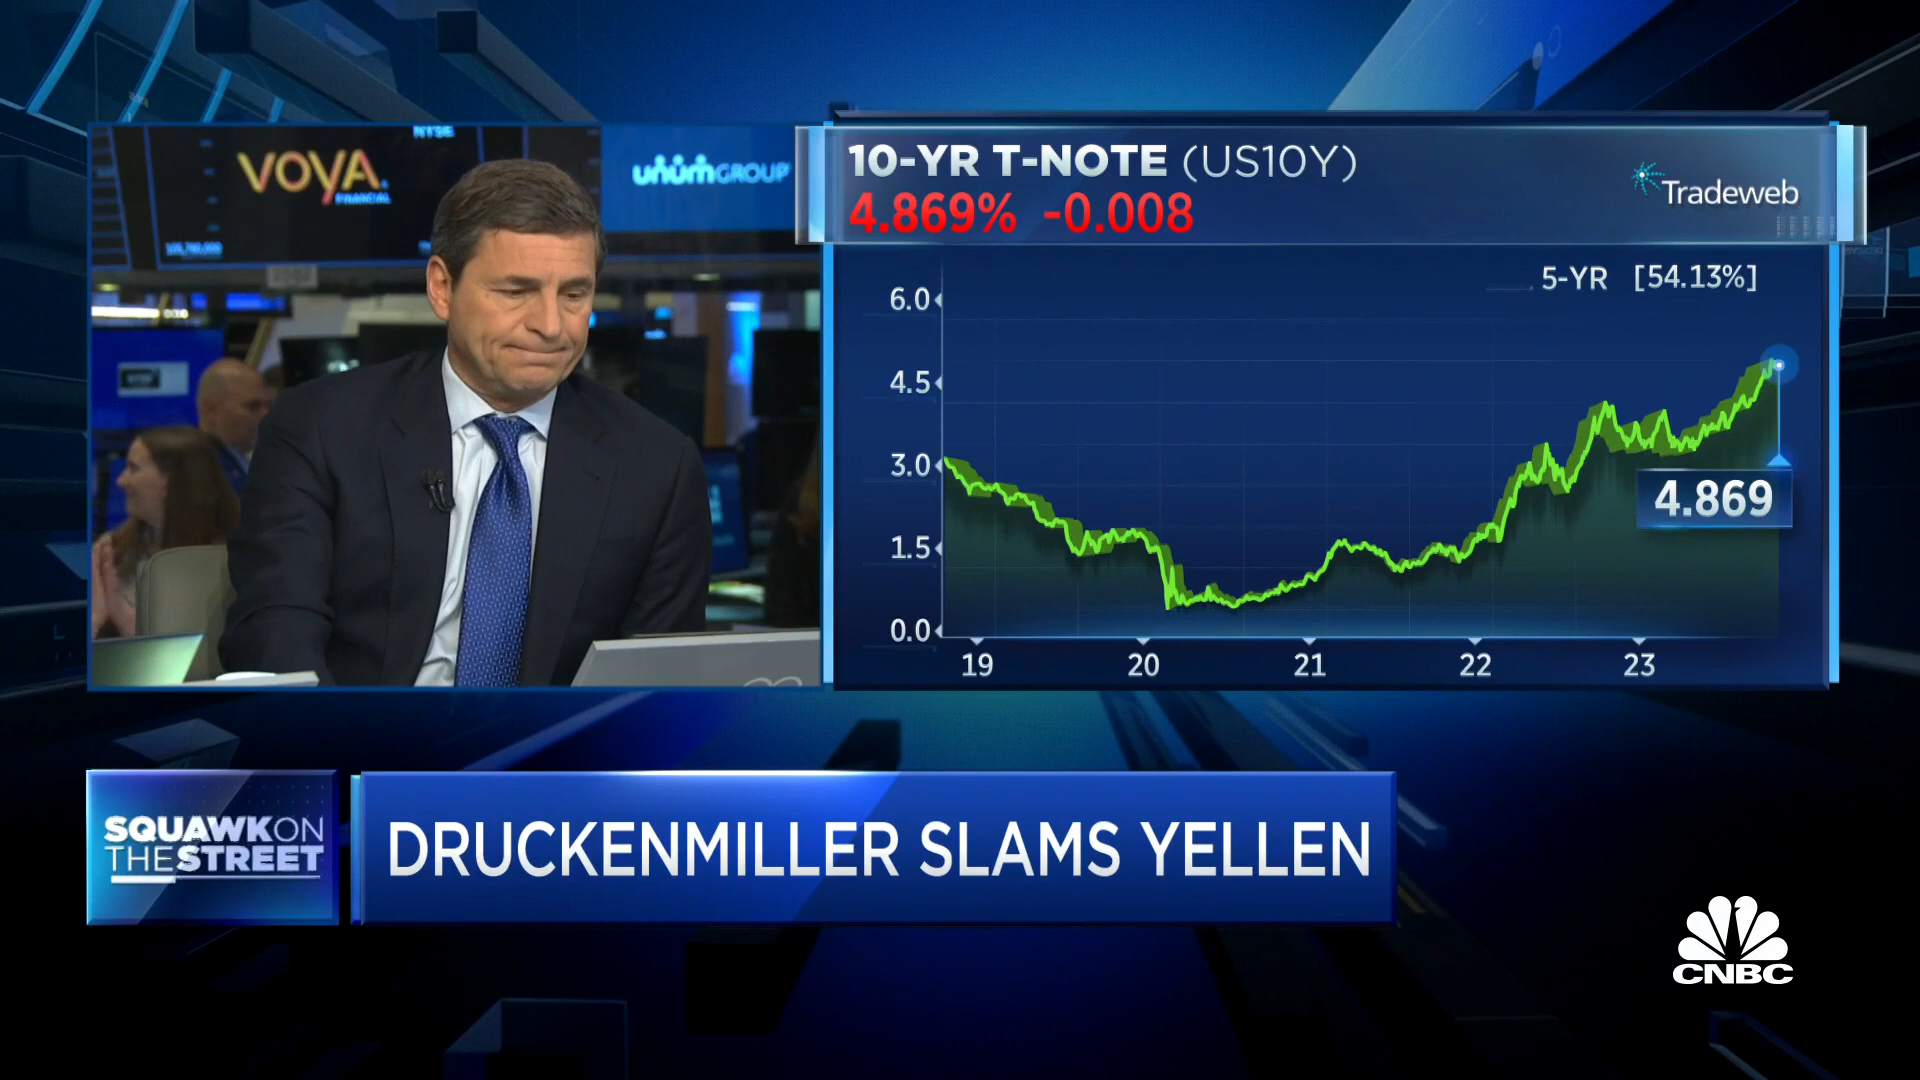 NYSE
VOYA
FINANCIAL
unumGROUP
10-YR T-NOTE (US10Y)
4.869% -0.008
Tradeweb
5-YR [54.13%]
6.0
4.5
3.0
1.5
0.0
4.869
19 20 21 22 23
SQUAWK ON
THE STREET
DRUCKENMILLER SLAMS YELLEN
CNBC